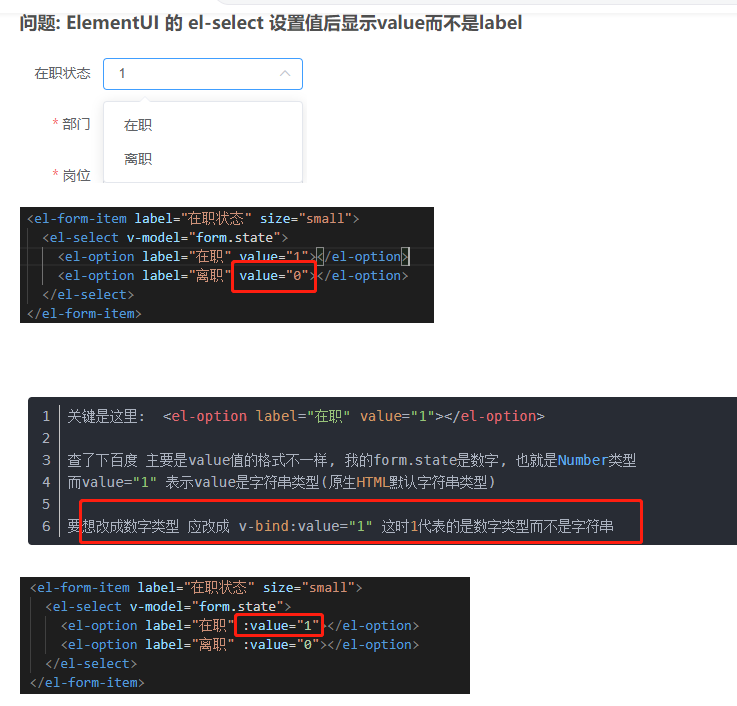 问题: ElementUI 的 el-select 设置值后显示value而不是label
在职状态 1
* 部门
在职
离职
* 岗位
<el-form-item label="在职状态" size="small">
<el-select v-model="form.state">
<el-option label="在职" value="1"></el-option>
<el-option label="离职" value="0"></el-option>
</el-select>
</el-form-item>
1 关键是这里: <el-option label="在职" value="1"></el-option>
2
3 查了下百度 主要是value值的格式不一样, 我的form.state是数字, 也就是Number类型
4 而value="1" 表示value是字符串类型(原生HTML默认字符串类型)
5
6 要想改成数字类型 应改成 v-bind:value="1" 这时1代表的是数字类型而不是字符串
<el-form-item label="在职状态" size="small">
<el-select v-model="form.state">
<el-option label="在职" :value="1"></el-option>
<el-option label="离职" :value="0"></el-option>
</el-select>
</el-form-item>